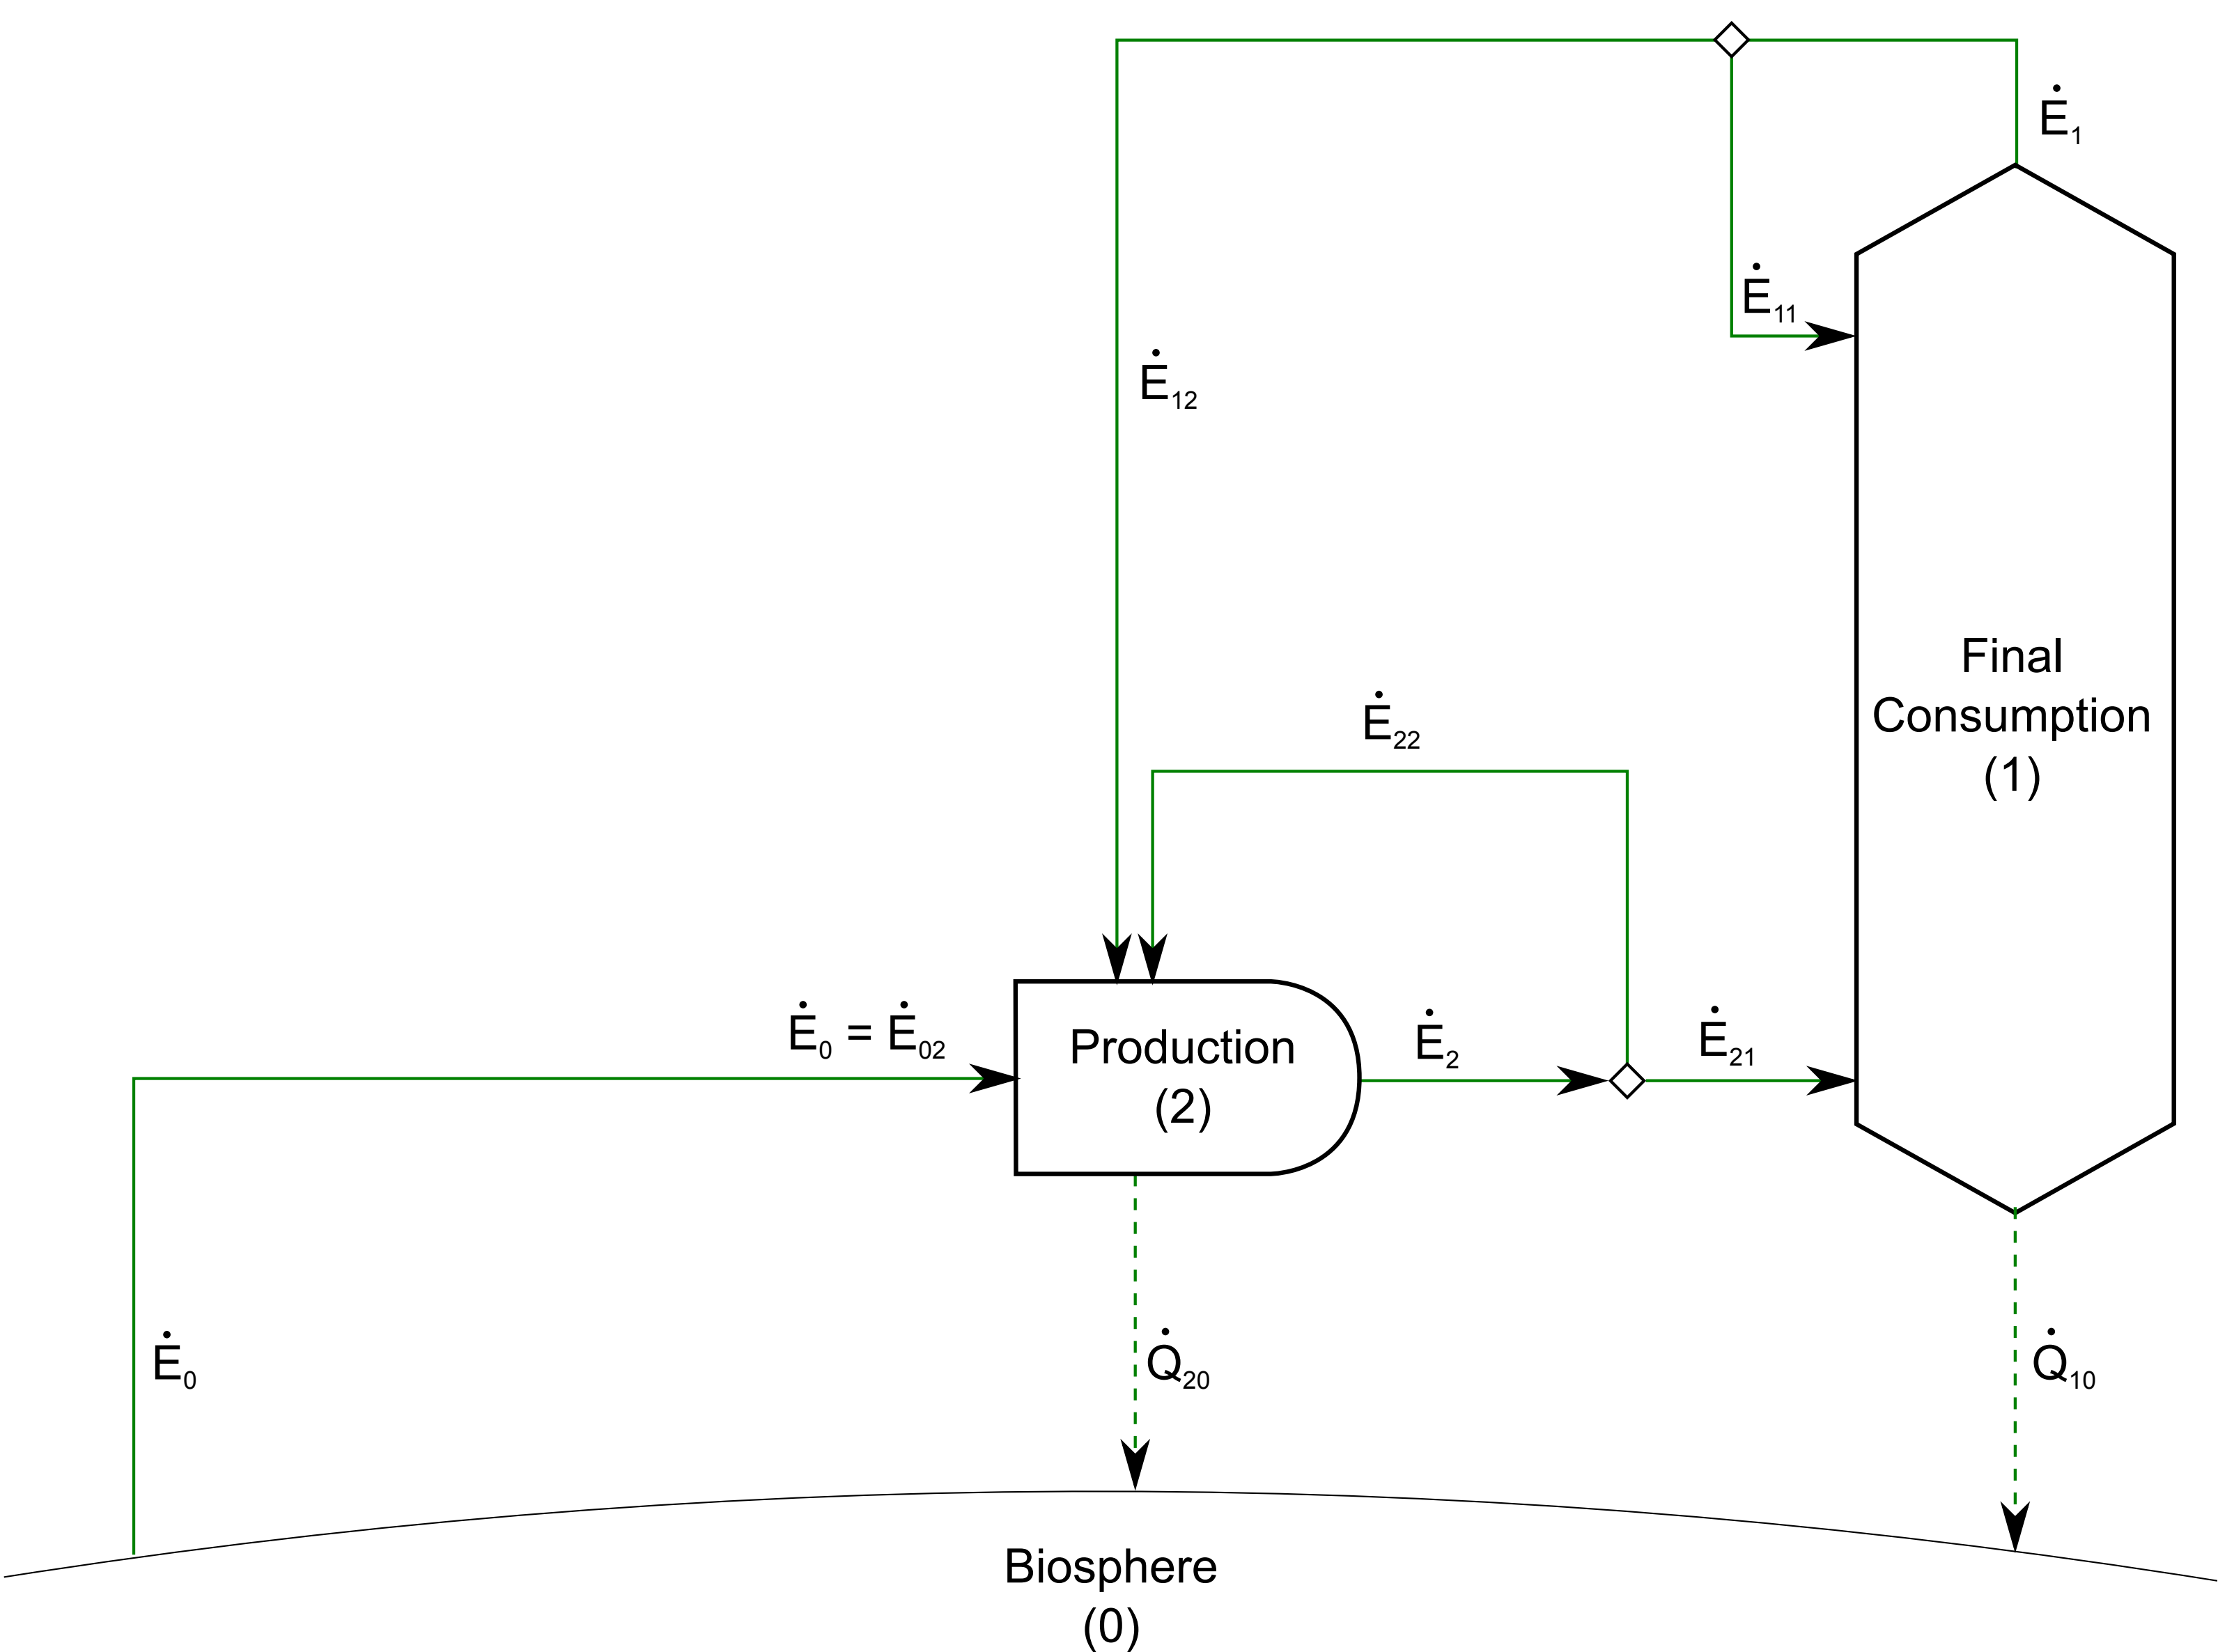 Ė₁
Ė₁₁
Ė₁₂
Final
Consumption
(1)
Ė₂₂
Ė₀ = Ė₀₂
Production
(2)
Ė₂
Ė₂₁
Ė₀
Q̇₂₀
Q̇₁₀
Biosphere
(0)